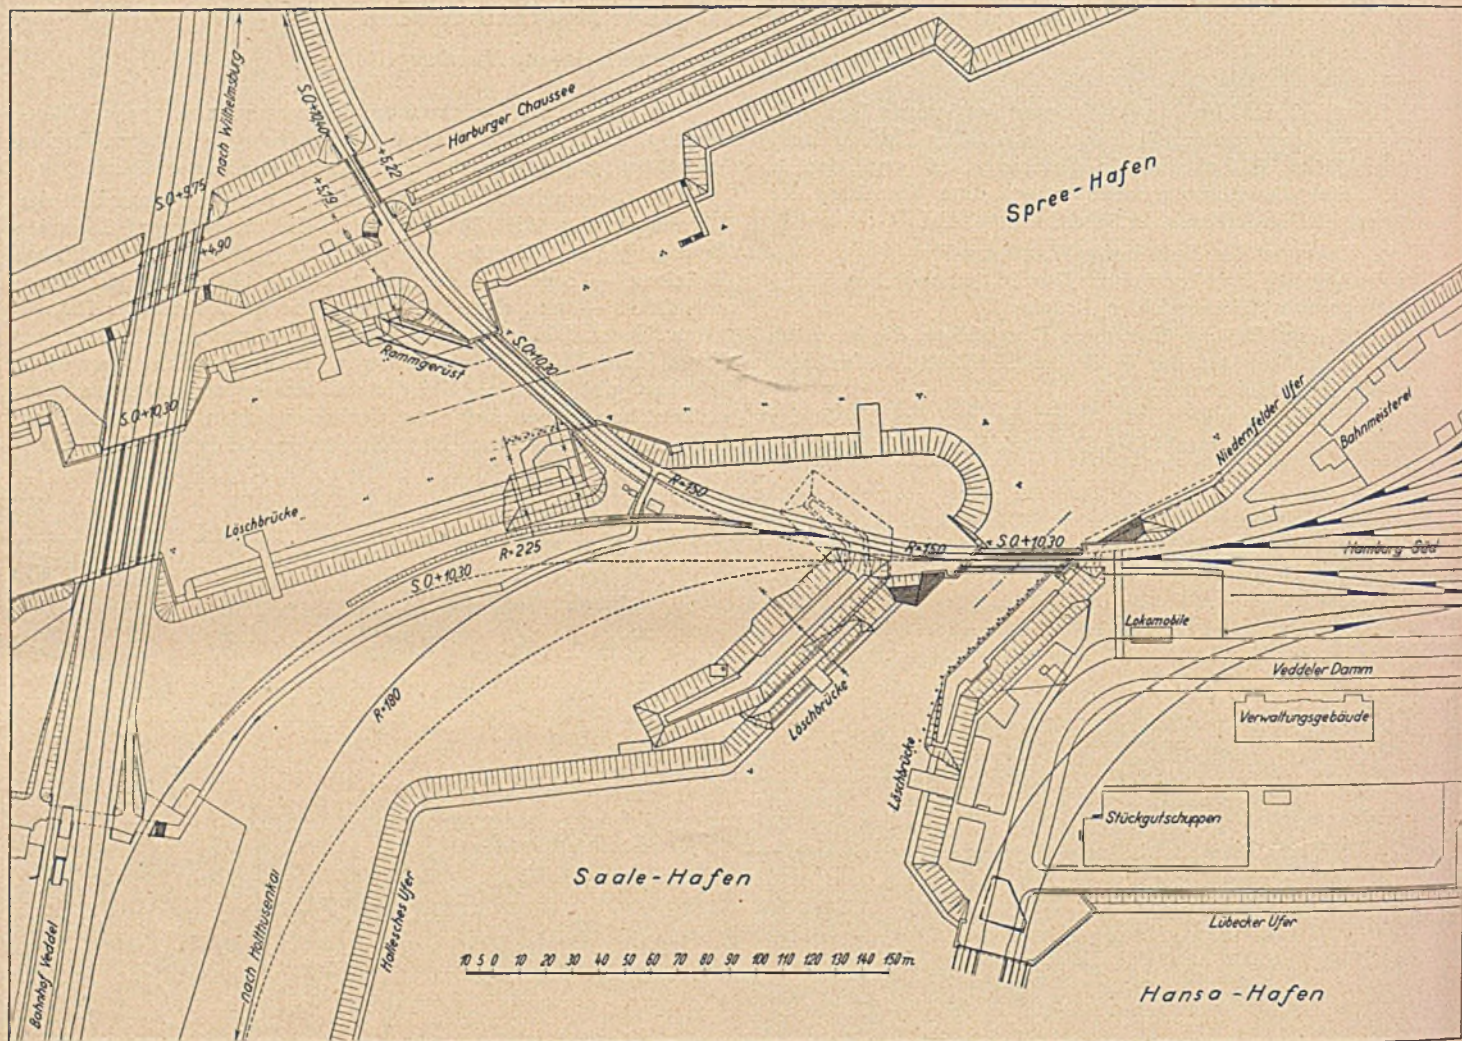 nach Wilhelmsburg
S.O+10,40
Harburger Chaussee
+5,22
+5,19
S.O+9,75
+4,90
Spree-Hafen
Rammgerüst
S.O+10,30
S.O+10,30
Niedernfelder Ufer
Bahnmeisterei
Löschbrücke
R=150
R=225
S.O+10,30
R=150
S.O+10,30
Hamburg Süd
Lokomobile
R=180
Veddeler Damm
Löschbrücke
Verwaltungsgebäude
Löschbrücke
Stückgutschuppen
Saale-Hafen
Hallesches Ufer
nach Holthusenkai
Bahnhof Veddel
Lübecker Ufer
10 5 0 10 20 30 40 50 60 70 80 90 100 110 120 130 140 150m
Hansa-Hafen